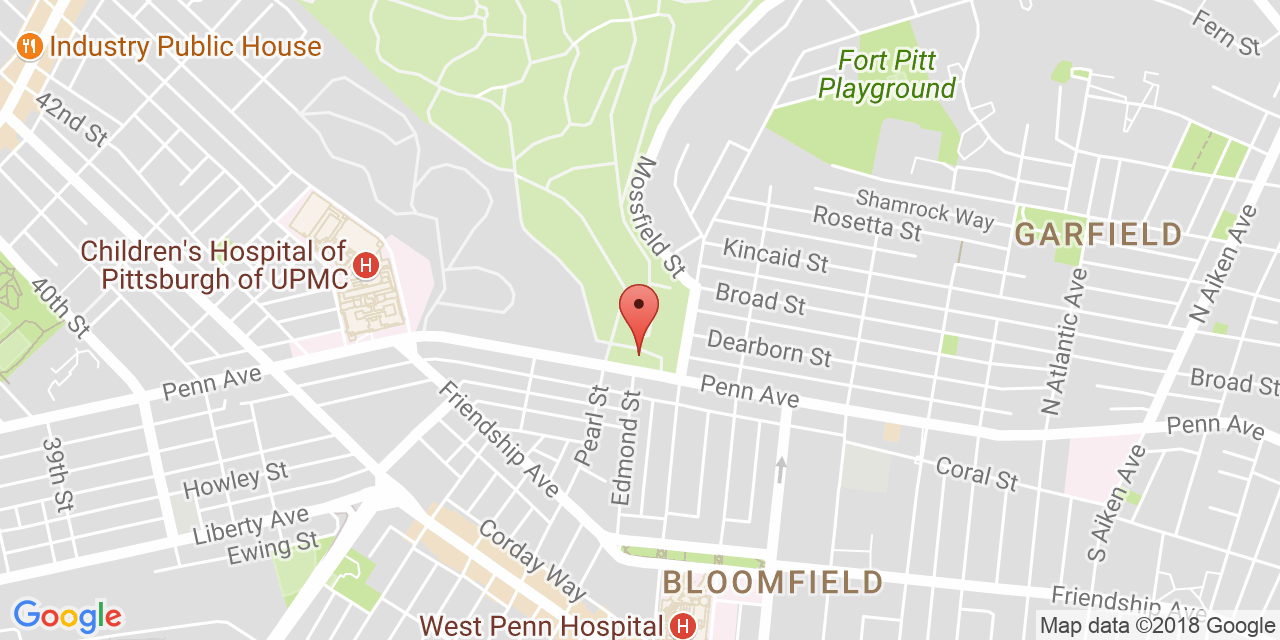 Industry Public House
42nd St
Fern St
Fort Pitt
Playground
Mossfield St
Shamrock Way
Rosetta St
GARFIELD
Kincaid St
N Aiken Ave
Children's Hospital of
Pittsburgh of UPMC
H
40th St
Broad St
N Atlantic Ave
Dearborn St
Penn Ave
Penn Ave
Broad St
Pearl St
Edmond St
Friendship Ave
Penn Ave
39th St
Howley St
Coral St
S Aiken Ave
Liberty Ave
Ewing St
Corday Way
BLOOMFIELD
Friendship Ave
West Penn Hospital
H
Google
Map data ©2018 Google